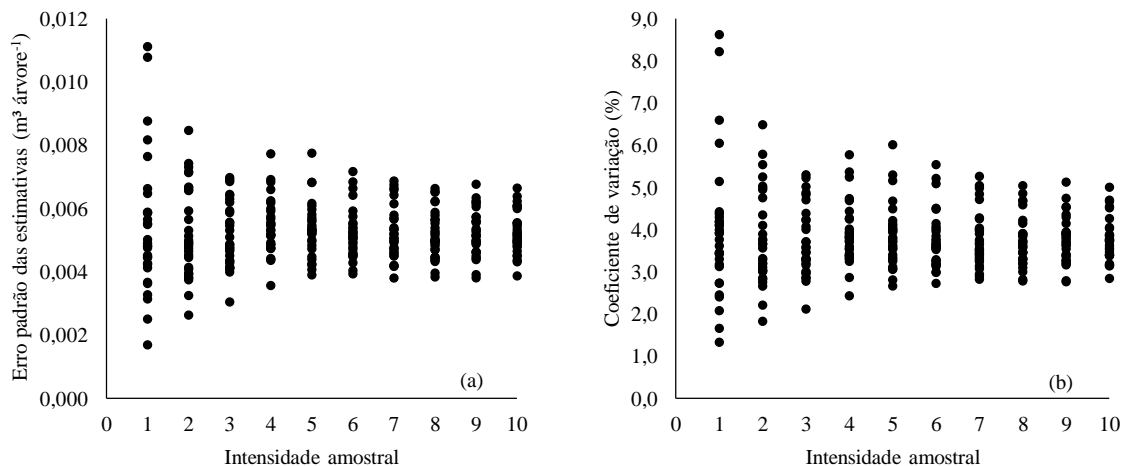 Erro padrão das estimativas (m³ árvore-1)
0,012
0,010
0,008
0,006
0,004
0,002
0,000
0 1 2 3 4 5 6 7 8 9 10
Intensidade amostral
(a)
Coeficiente de variação (%)
9,0
8,0
7,0
6,0
5,0
4,0
3,0
2,0
1,0
0,0
0 1 2 3 4 5 6 7 8 9 10
Intensidade amostral
(b)